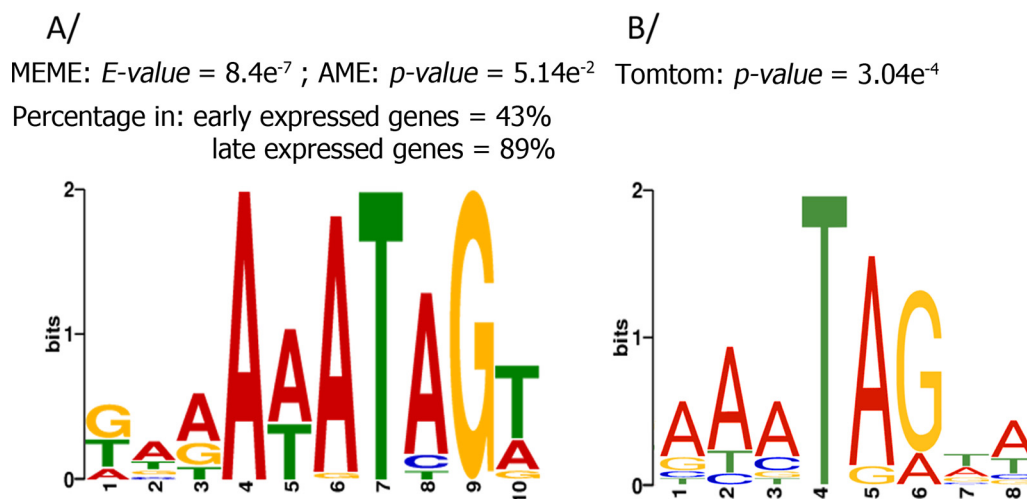 A/
MEME: E-value = 8.4e-7 ; AME: p-value = 5.14e-2
Percentage in: early expressed genes = 43%
late expressed genes = 89%
2
1
0
bits
G T A
A T G C
A G T
A
A T
A G
T
A C T
G
T A G
1 2 3 4 5 6 7 8 9 10
B/
Tomtom: p-value = 3.04e-4
2
1
0
bits
A G C T
A T C
A C G T
T
A G
G A
T A G C
A T C G
1 2 3 4 5 6 7 8